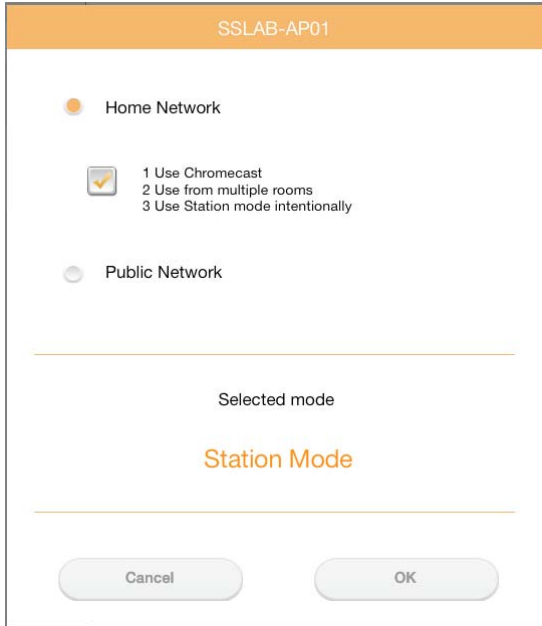 SSLAB-AP01
Home Network
1 Use Chromecast
2 Use from multiple rooms
3 Use Station mode intentionally
Public Network
Selected mode
Station Mode
Cancel
OK